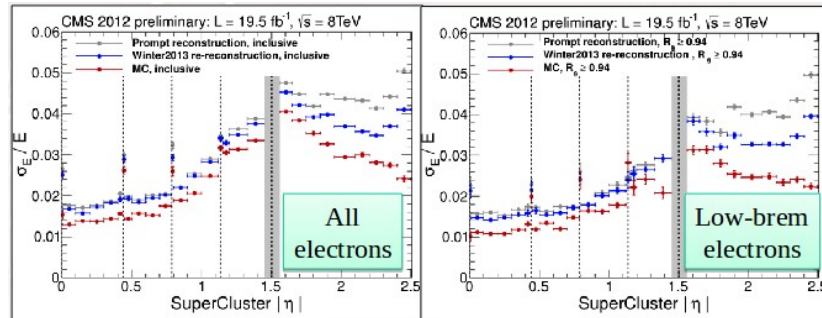 CMS 2012 preliminary: L = 19.5 fb⁻¹, √s = 8TeV
Prompt reconstruction, inclusive
Winter2013 re-reconstruction, inclusive
MC, inclusive
σ_E / E
0.06
0.05
0.04
0.03
0.02
0.01
0
0 0.5 1 1.5 2 2.5
SuperCluster |η|
All
electrons
CMS 2012 preliminary: L = 19.5 fb⁻¹, √s = 8TeV
Prompt reconstruction, R₉ ≥ 0.94
Winter2013 re-reconstruction , R₉ ≥ 0.94
MC, R₉ ≥ 0.94
σ_E / E
0.06
0.05
0.04
0.03
0.02
0.01
0
0 0.5 1 1.5 2 2.5
SuperCluster |η|
Low-brem
electrons